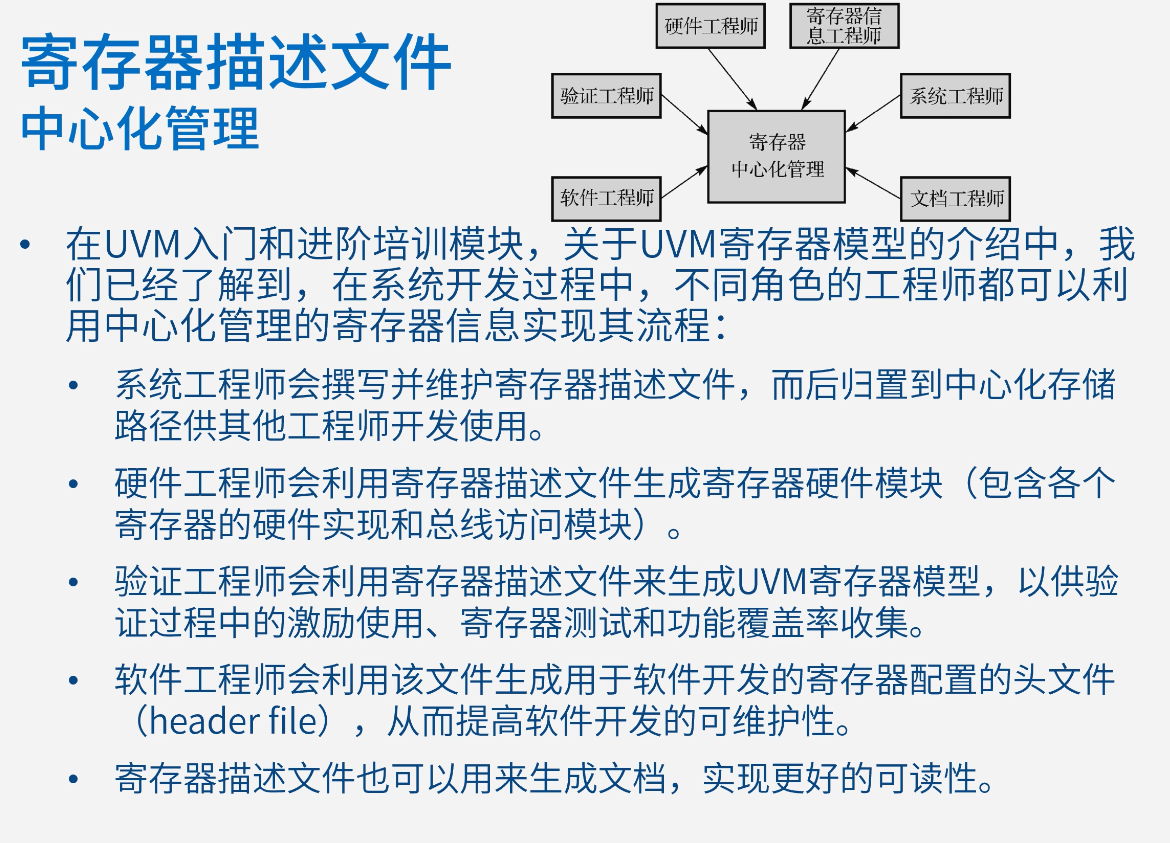 寄存器描述文件
中心化管理
硬件工程师
寄存器信
息工程师
验证工程师
系统工程师
寄存器
中心化管理
软件工程师
文档工程师
• 在UVM入门和进阶培训模块，关于UVM寄存器模型的介绍中，我
们已经了解到，在系统开发过程中，不同角色的工程师都可以利
用中心化管理的寄存器信息实现其流程：
• 系统工程师会撰写并维护寄存器描述文件，而后归置到中心化存储
路径供其他工程师开发使用。
• 硬件工程师会利用寄存器描述文件生成寄存器硬件模块（包含各个
寄存器的硬件实现和总线访问模块）。
• 验证工程师会利用寄存器描述文件来生成UVM寄存器模型，以供验
证过程中的激励使用、寄存器测试和功能覆盖率收集。
• 软件工程师会利用该文件生成用于软件开发的寄存器配置的头文件
（header file），从而提高软件开发的可维护性。
• 寄存器描述文件也可以用来生成文档，实现更好的可读性。